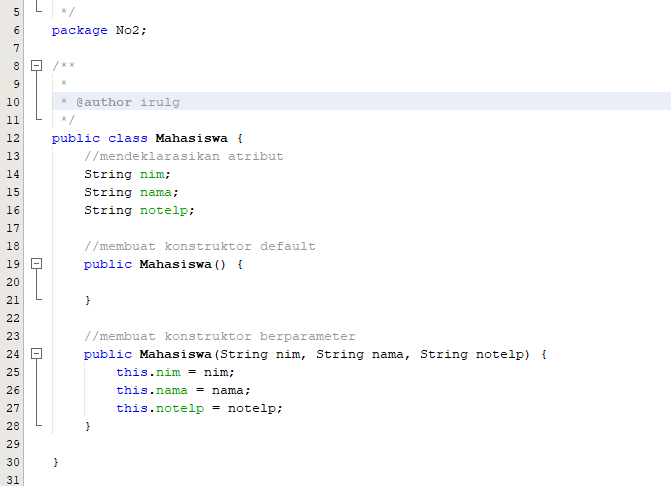 5 */
6 package No2;
7
8 /**
9 *
10 * @author irulg
11 */
12 public class Mahasiswa {
13 //mendeklarasikan atribut
14 String nim;
15 String nama;
16 String notelp;
17
18 //membuat konstruktor default
19 public Mahasiswa() {
20
21 }
22
23 //membuat konstruktor berparameter
24 public Mahasiswa(String nim, String nama, String notelp) {
25 this.nim = nim;
26 this.nama = nama;
27 this.notelp = notelp;
28 }
29
30 }
31